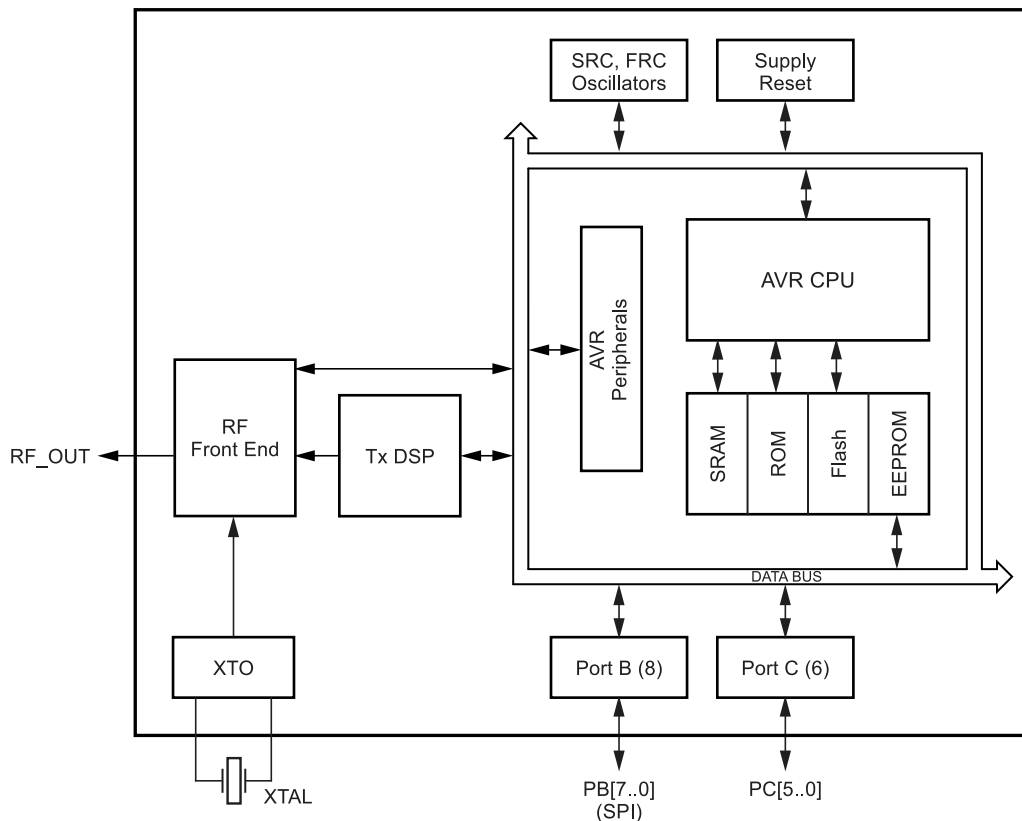 SRC, FRC
Oscillators
Supply
Reset
AVR CPU
AVR
Peripherals
RF
Front End
Tx DSP
RF_OUT
SRAM
ROM
Flash
EEPROM
DATA BUS
XTO
Port B (8)
Port C (6)
XTAL
PB[7..0]
(SPI)
PC[5..0]